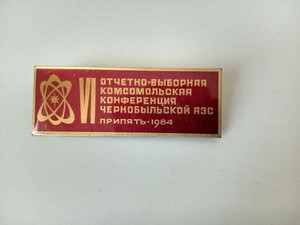 VI
ОТЧЕТНО-ВЫБОРНАЯ
КОМСОМОЛЬСКАЯ
КОНФЕРЕНЦИЯ
ЧЕРНОБЫЛЬСКОЙ АЭС
ПРИПЯТЬ·1984